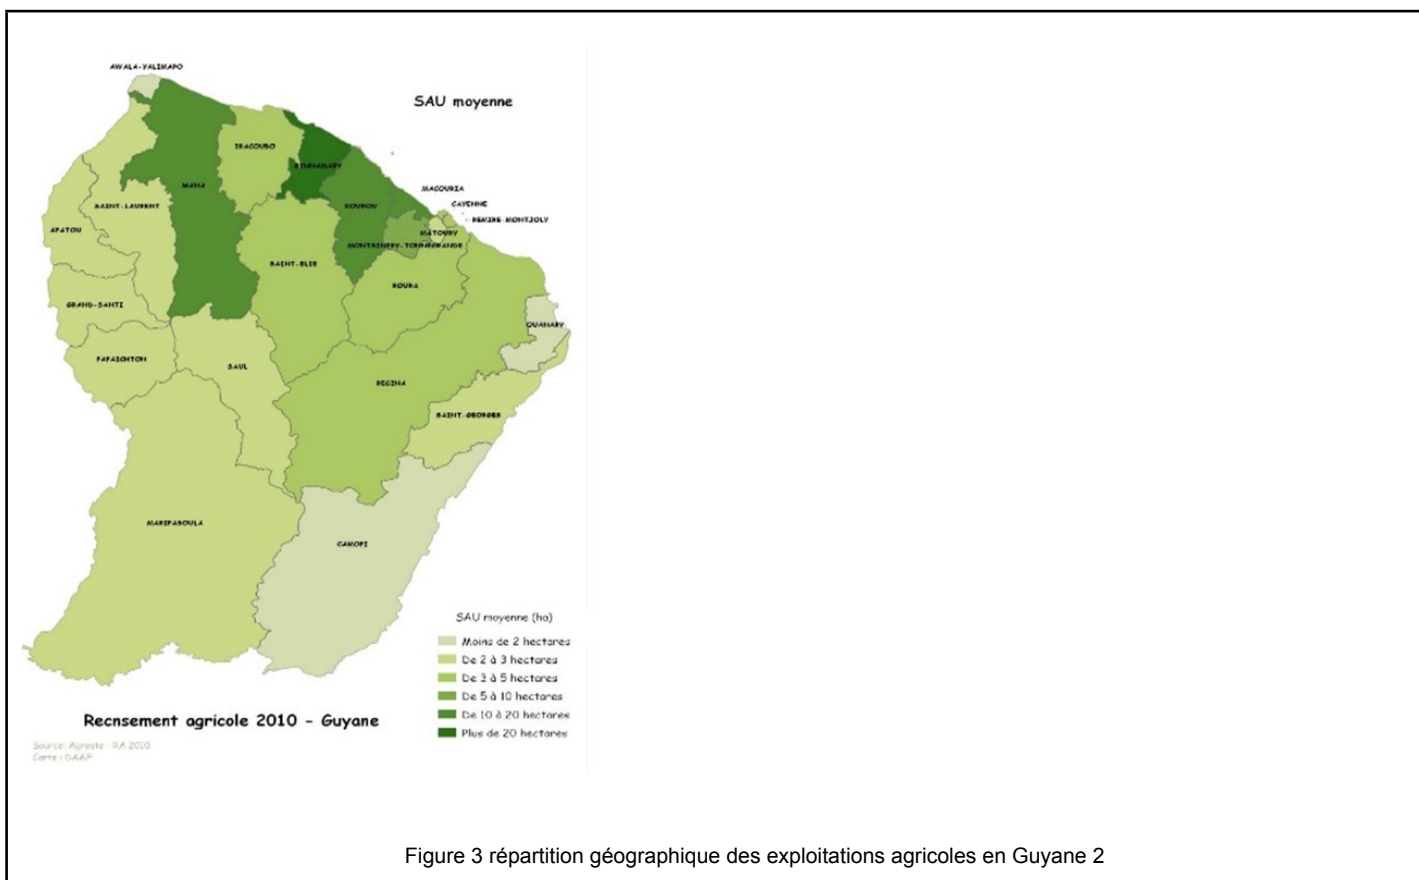 AWALA-YALIMAPO
SAU moyenne
IRACOUBO
SINNAMARY
MANA
MACOURIA
CAYENNE
KOUROU
SAINT-LAURENT
REMIRE-MONTJOLY
APATOU
MATOURY
MONTSINERY-TONNEGRANDE
SAINT-ELIE
ROURA
GRAND-SANTI
OUANARY
PAPAICHTON
SAUL
REGINA
SAINT-GEORGES
MARIPASOULA
CAMOPI
SAU moyenne (ha)
Moins de 2 hectares
De 2 à 3 hectares
De 3 à 5 hectares
De 5 à 10 hectares
De 10 à 20 hectares
Plus de 20 hectares
Recnsement agricole 2010 - Guyane
Source: Agreste - RA 2010
Carte : DAAF
Figure 3 répartition géographique des exploitations agricoles en Guyane 2